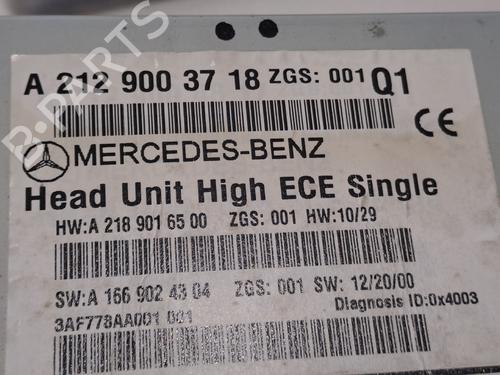 A 212 900 37 18 ZGS: 001 Q1
MERCEDES-BENZ
Head Unit High ECE Single
HW:A 218 901 65 00 ZGS: 001 HW:10/29
SW:A 166 902 43 04 ZGS: 001 SW: 12/20/00
Diagnosis ID:0x4003
3AF778AA001 001
B-PARTS